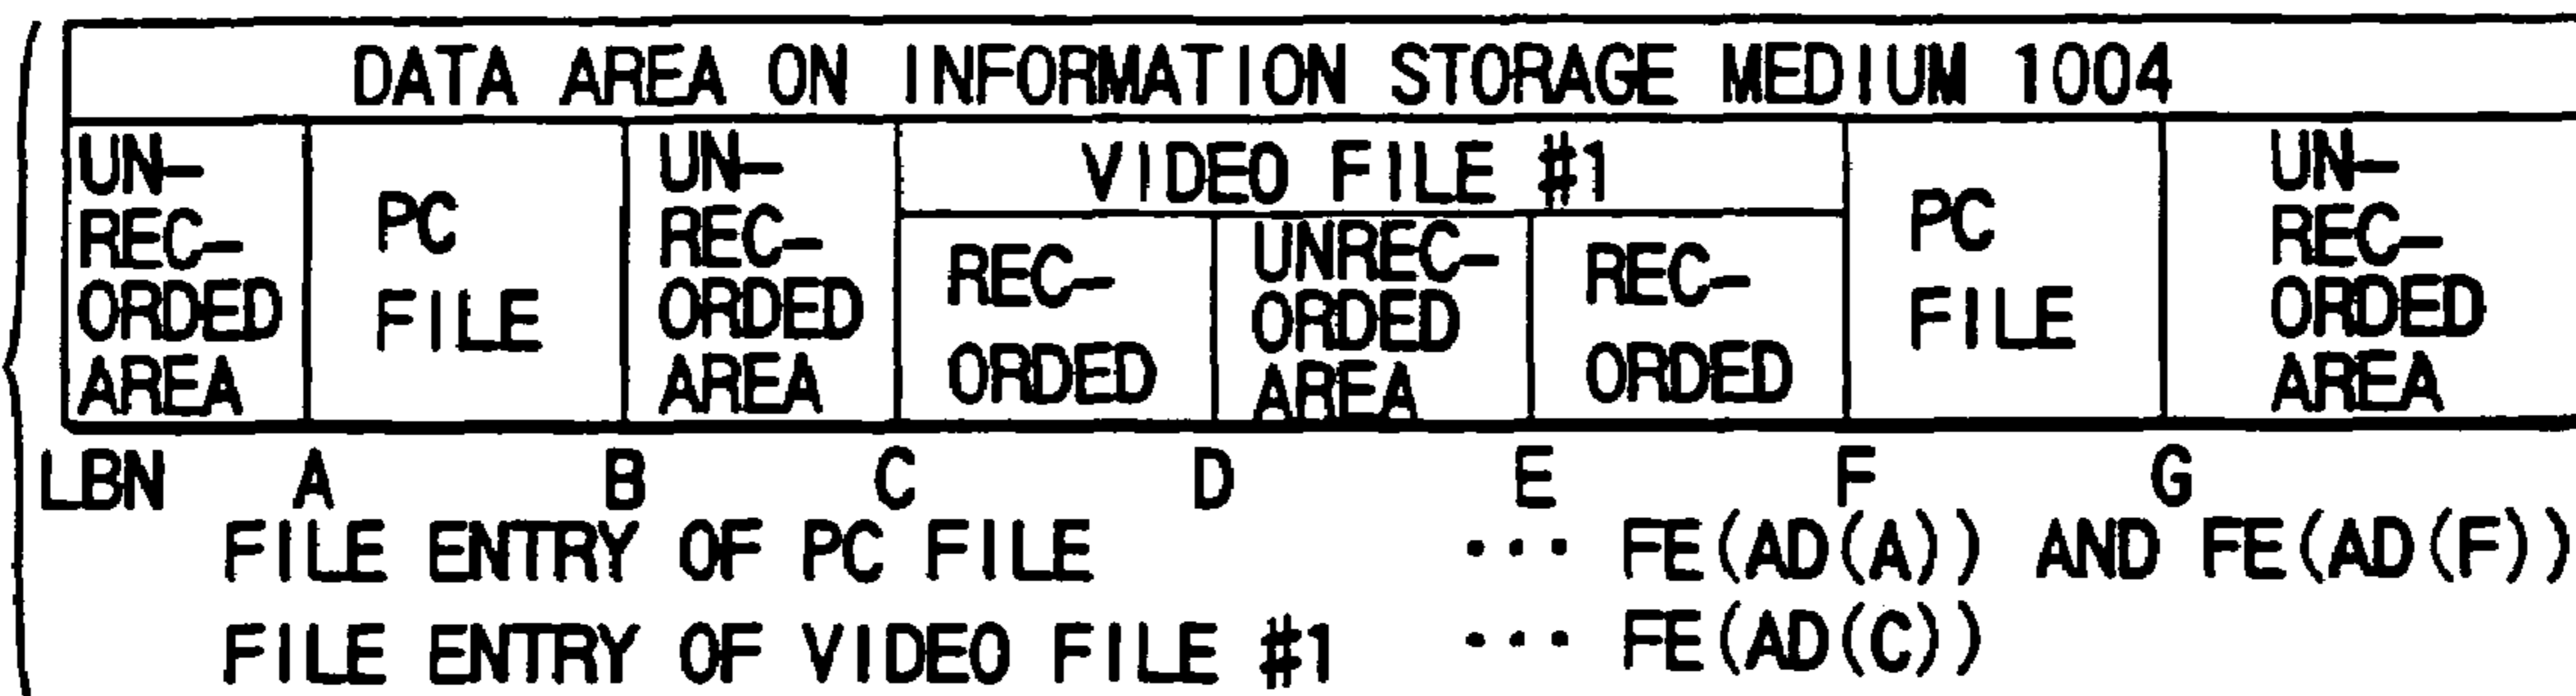 DATA AREA ON INFORMATION STORAGE MEDIUM 1004
UN-
REC-
ORDED
AREA
PC
FILE
UN-
REC-
ORDED
AREA
VIDEO FILE #1
REC-
ORDED
UNREC-
ORDED
AREA
REC-
ORDED
PC
FILE
UN-
REC-
ORDED
AREA
LBN A B C D E F G
FILE ENTRY OF PC FILE ··· FE(AD(A)) AND FE(AD(F))
FILE ENTRY OF VIDEO FILE #1 ··· FE(AD(C))